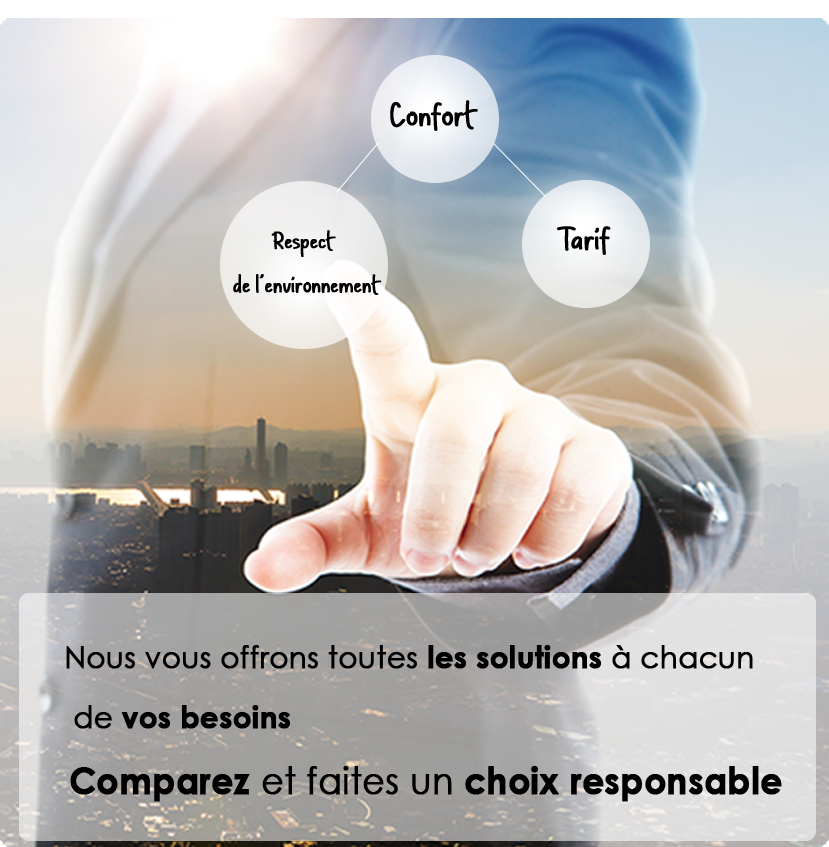 Confort
Respect
de l'environnement
Tarif
Nous vous offrons toutes les solutions à chacun
de vos besoins
Comparez et faites un choix responsable